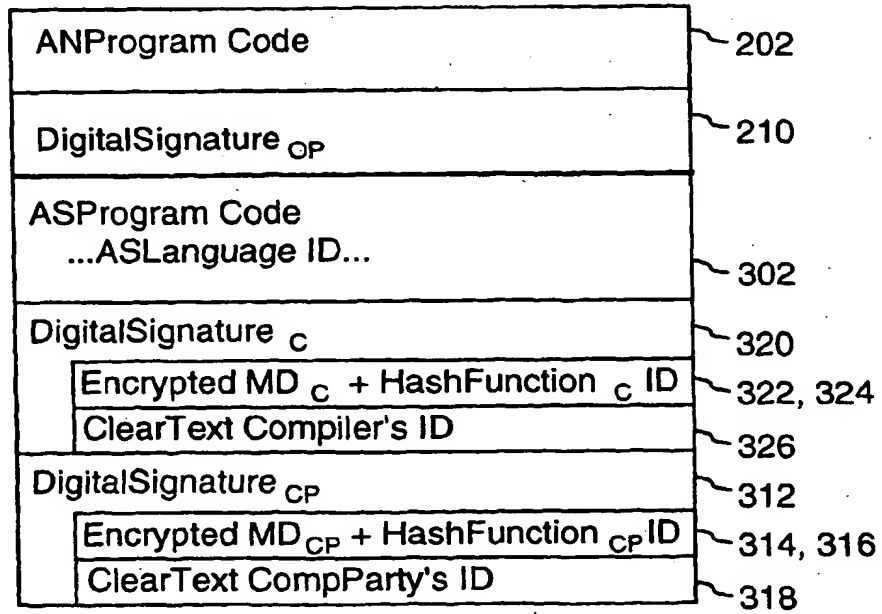 ANProgram Code 202
DigitalSignature OP 210
ASProgram Code
...ASLanguage ID... 302
DigitalSignature C 320
Encrypted MD C + HashFunction C ID 322, 324
ClearText Compiler's ID 326
DigitalSignature CP 312
Encrypted MD CP + HashFunction CP ID 314, 316
ClearText CompParty's ID 318